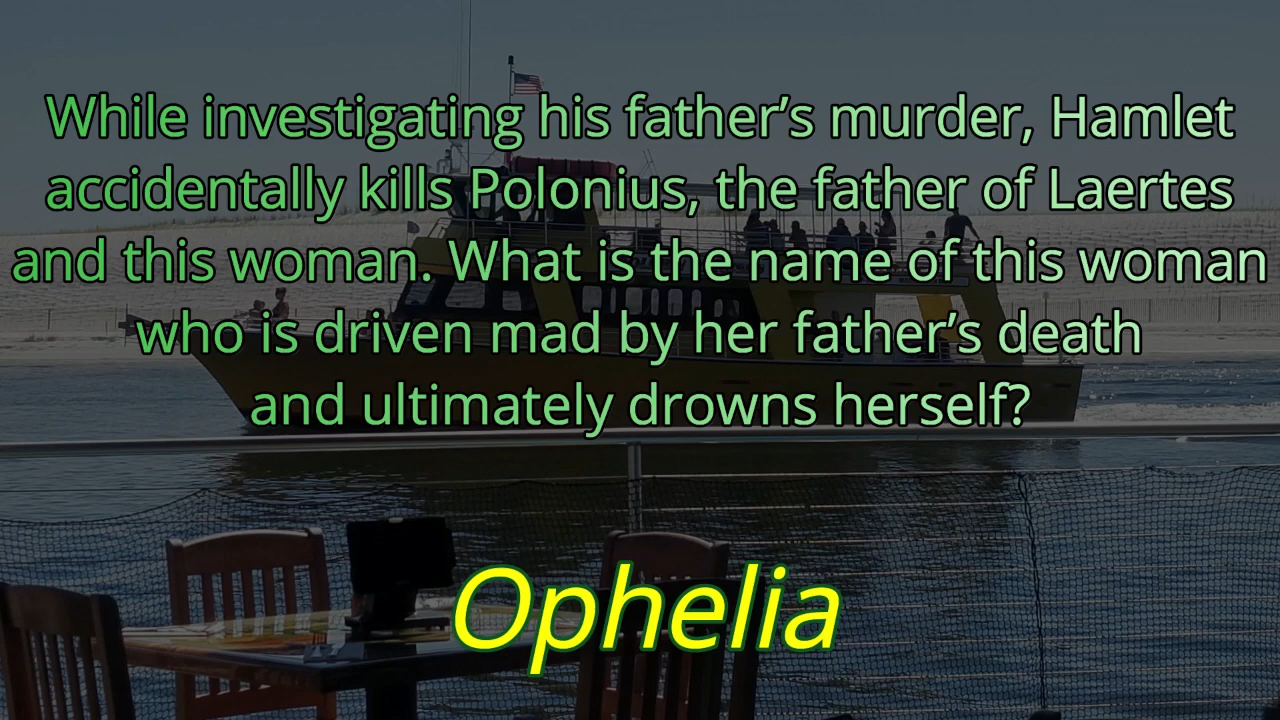 While investigating his father’s murder, Hamlet
accidentally kills Polonius, the father of Laertes
and this woman. What is the name of this woman
who is driven mad by her father’s death
and ultimately drowns herself?
Ophelia